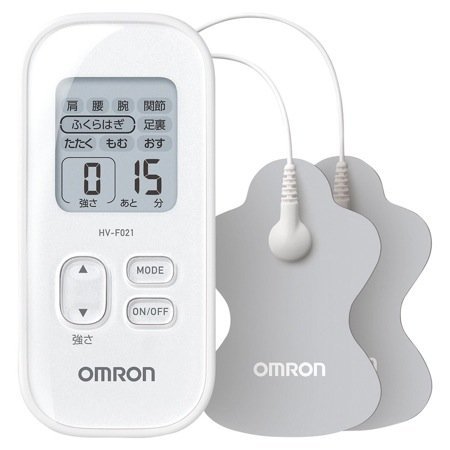 肩 腰 腕 関節
ふくらはぎ 足裏
たたく もむ おす
0 15
強さ あと 分
HV-F021
▲ MODE
▼ ON/OFF
強さ
OMRON
OMRON